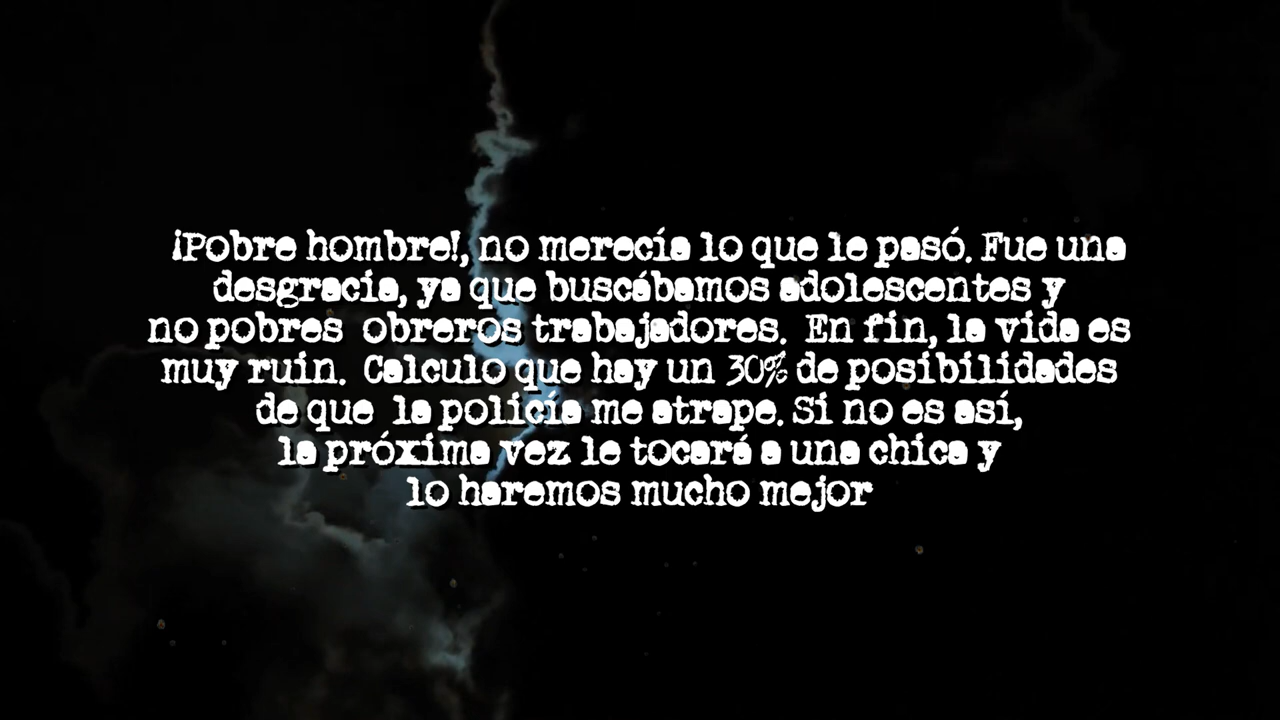 ¡Pobre hombre!, no merecía lo que le pasó. Fue una
desgracia, ya que buscábamos adolescentes y
no pobres obreros trabajadores. En fin, la vida es
muy ruin. Calculo que hay un 30% de posibilidades
de que la policía me atrape. Si no es así,
la próxima vez le tocará a una chica y
lo haremos mucho mejor